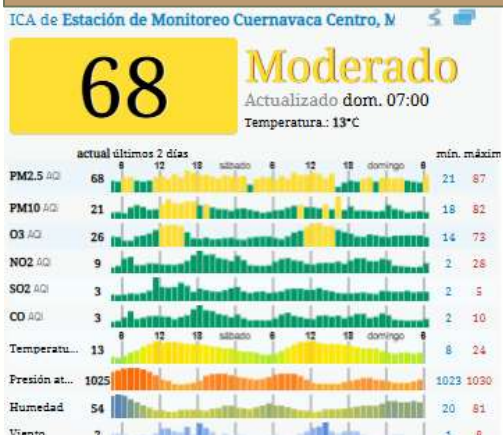 ICA de Estación de Monitoreo Cuernavaca Centro, M
68
Moderado
Actualizado dom. 07:00
Temperatura.: 13°C
actual últimos 2 días mín. máxim
6 12 18 sábado 6 12 18 domingo 6
PM2.5 AQI 68 21 87
PM10 AQI 21 18 82
O3 AQI 26 14 73
NO2 AQI 9 2 28
SO2 AQI 3 2 5
CO AQI 3 2 10
6 12 18 sábado 6 12 18 domingo 6
Temperatu... 13 8 24
Presión at... 1025 1023 1030
Humedad 54 20 81
Viento 2 1 8